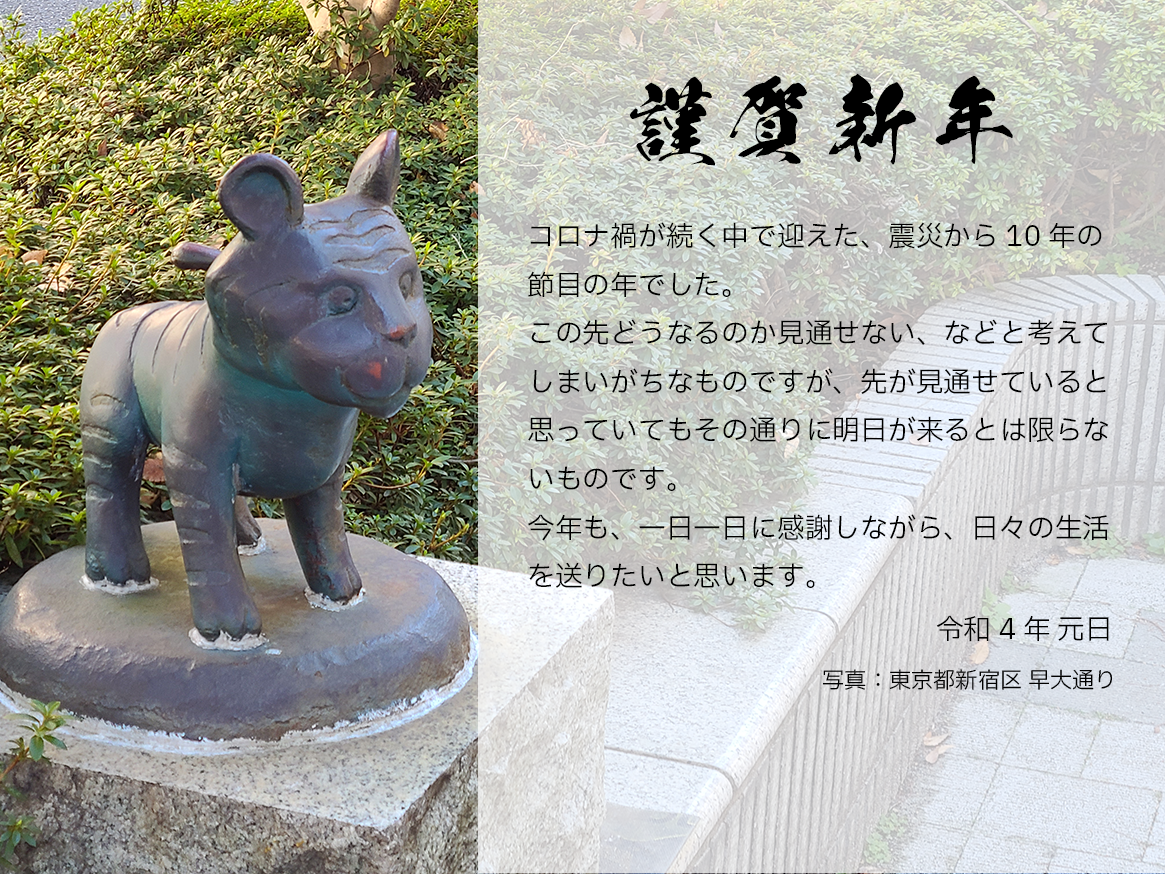 謹賀新年
コロナ禍が続く中で迎えた、震災から 10 年の
節目の年でした。
この先どうなるのか見通せない、などと考えて
しまいがちなものですが、先が見通せていると
思っていてもその通りに明日が来るとは限らな
いものです。
今年も、一日一日に感謝しながら、日々の生活
を送りたいと思います。
令和 4 年 元日
写真：東京都新宿区 早大通り